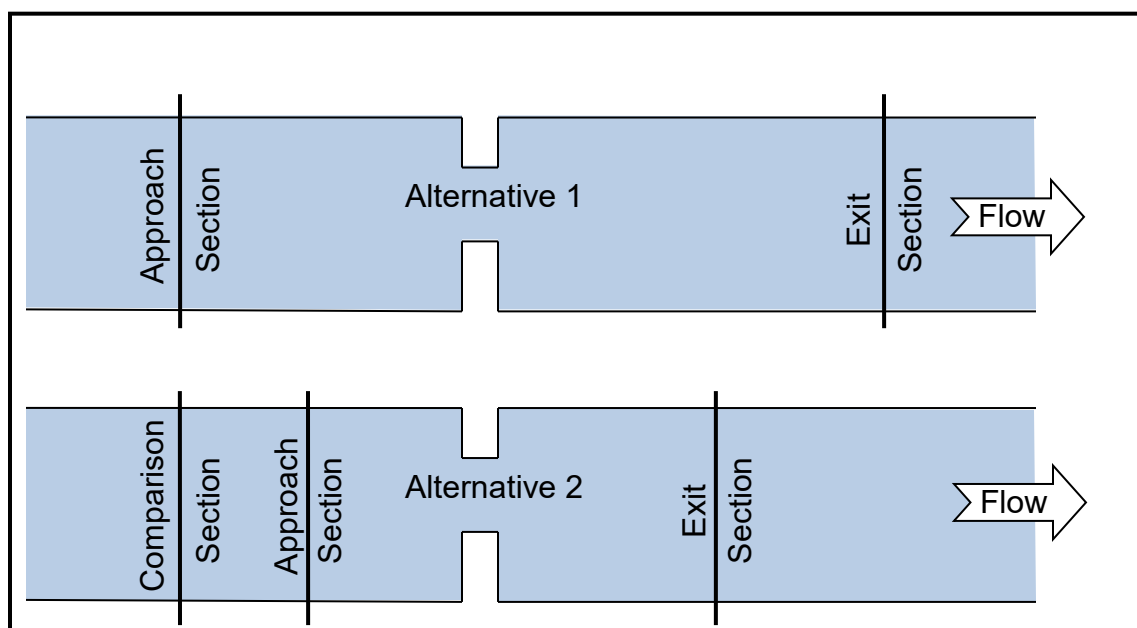 Approach
Section
Alternative 1
Exit
Section
Flow
Comparison
Section
Approach
Section
Alternative 2
Exit
Section
Flow